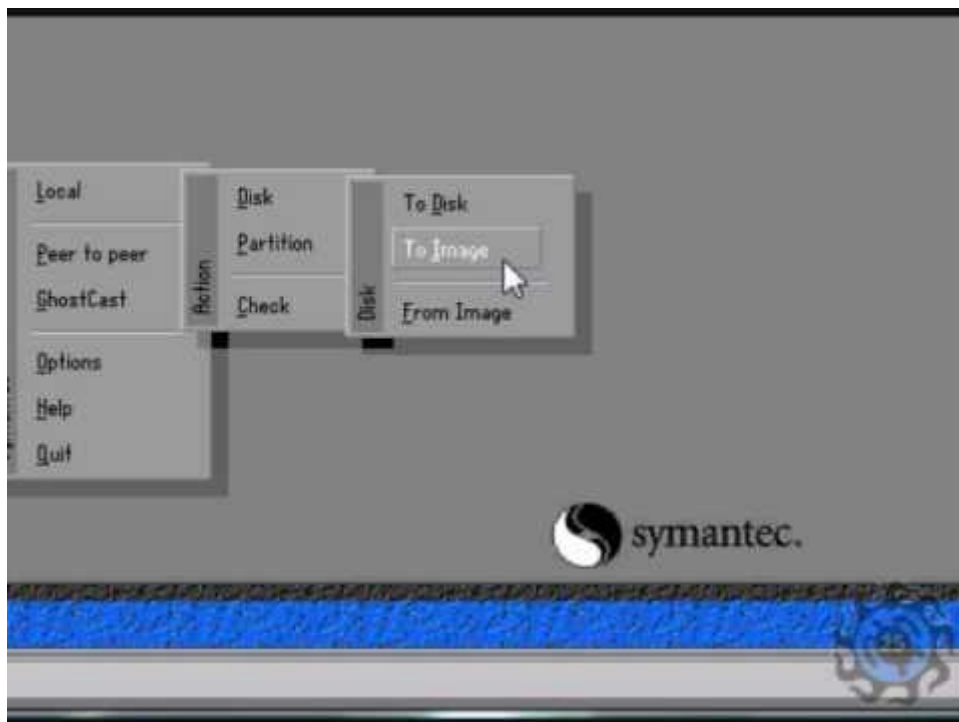 Local
Peer to peer
GhostCast
Options
Help
Quit
Action
Disk
Partition
Check
Disk
To Disk
To Image
From Image
symantec.